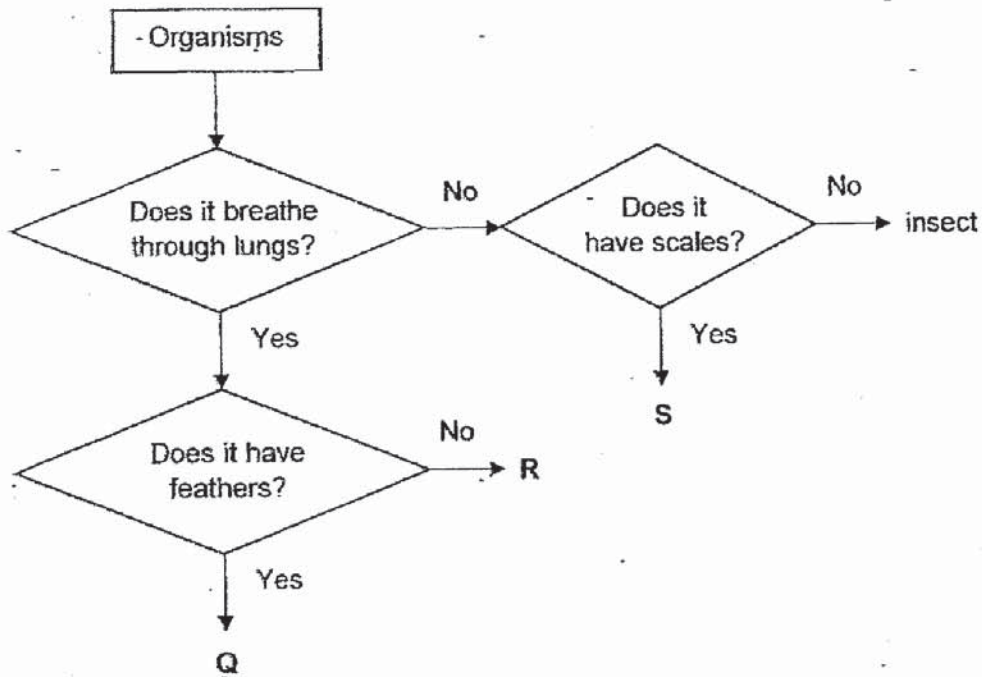 Organisms
Does it breathe
through lungs?
No
Does it
have scales?
No
insect
Yes
Yes
S
Does it have
feathers?
No
R
Yes
Q